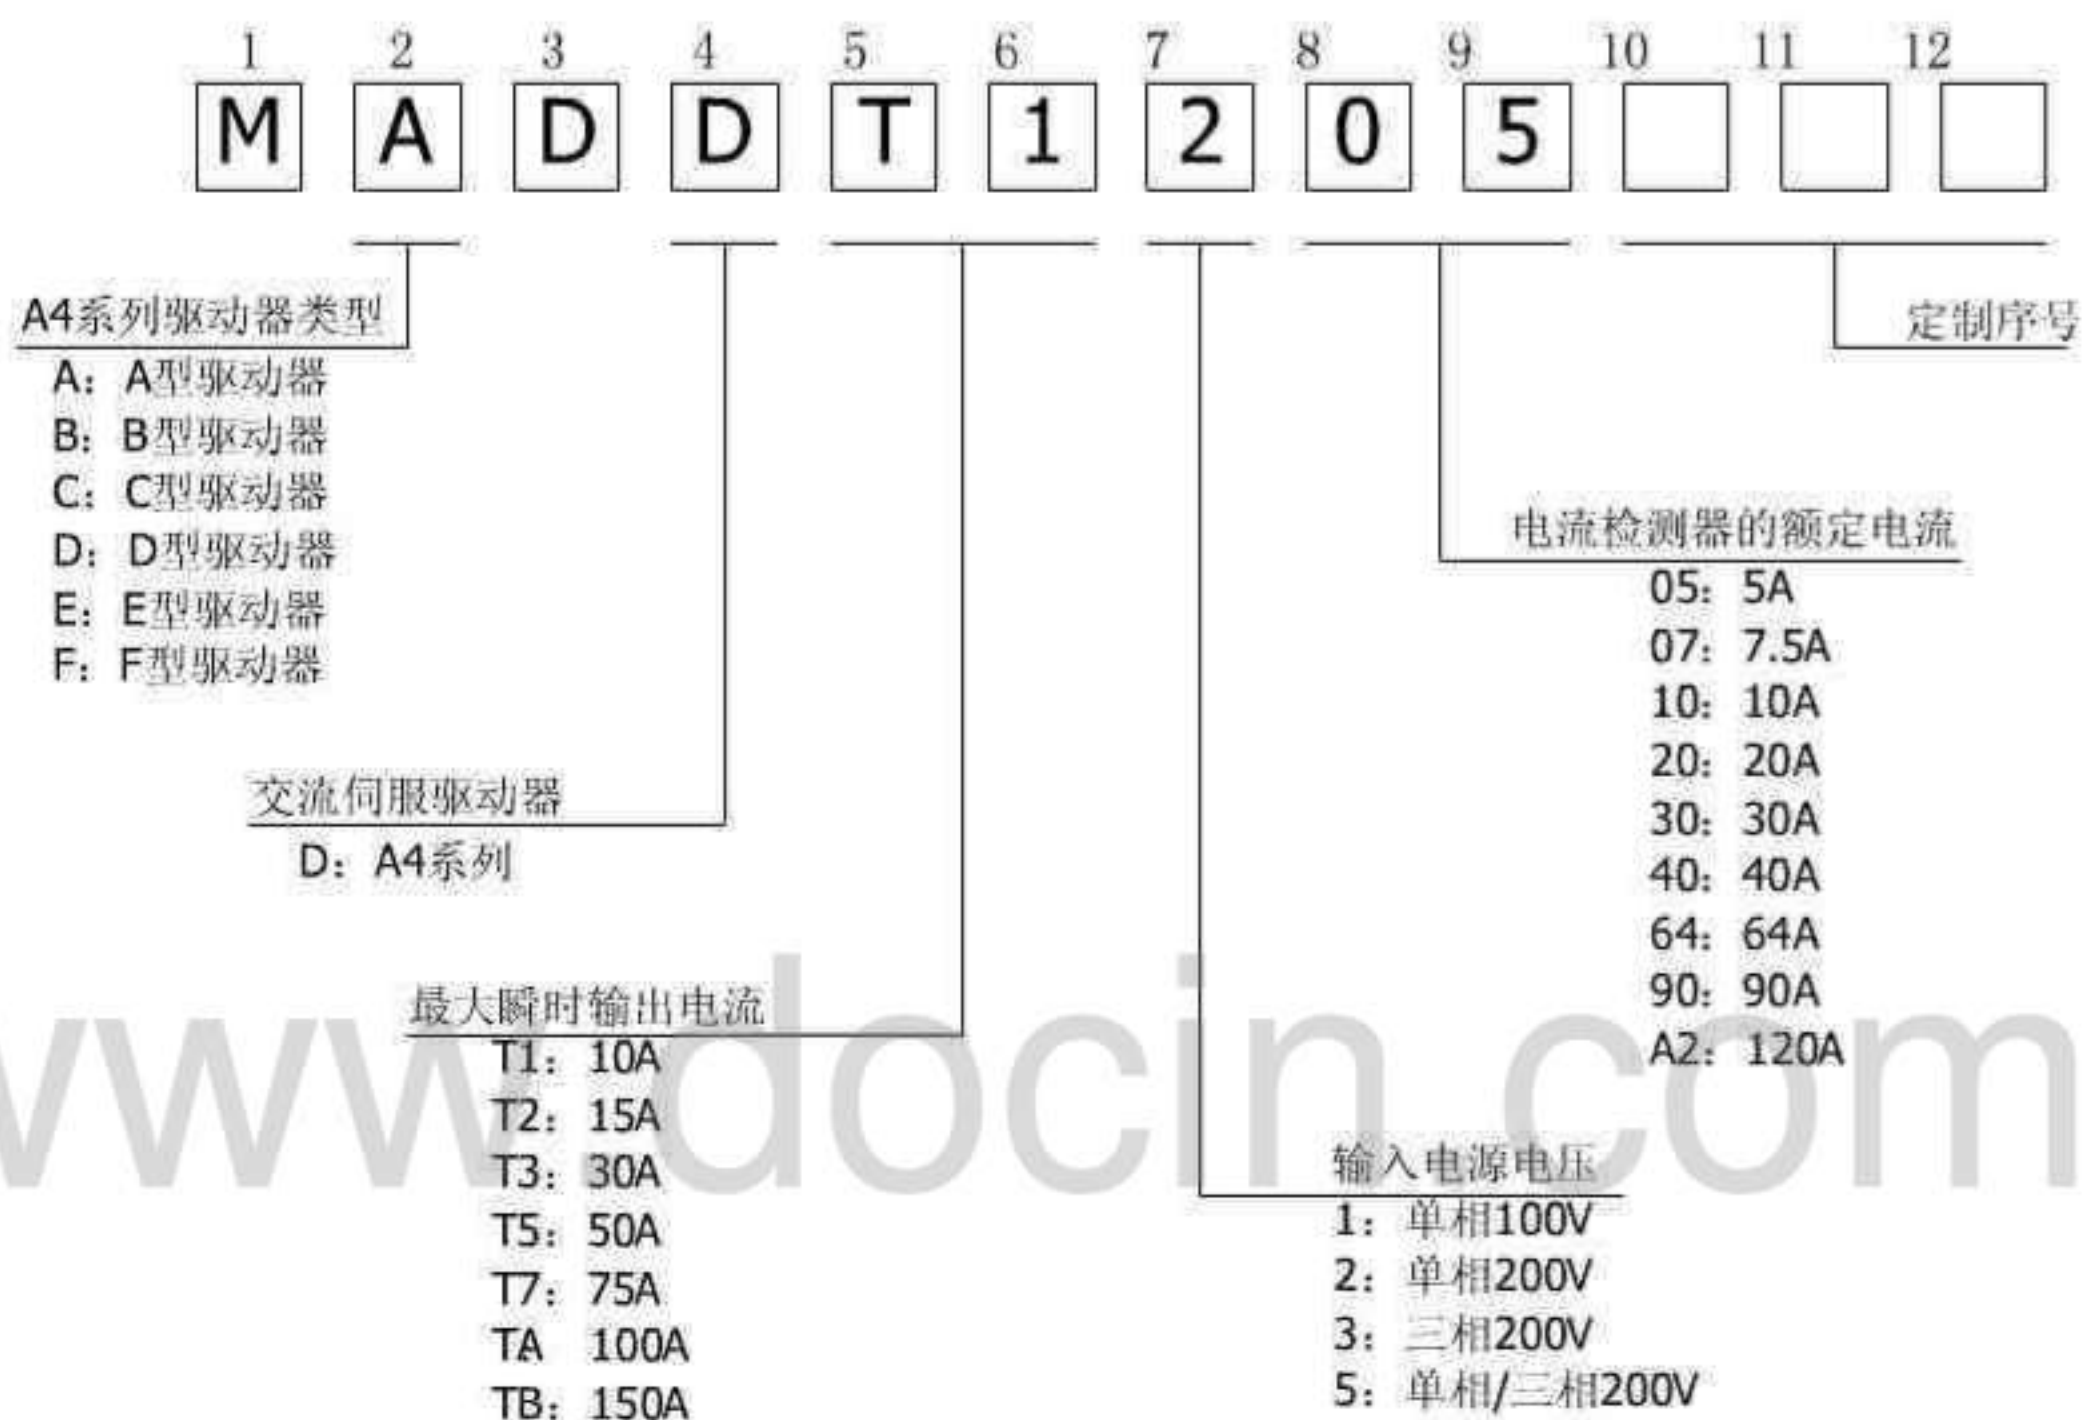 1 2 3 4 5 6 7 8 9 10 11 12
M A D D T 1 2 0 5
A4系列驱动器类型
A: A型驱动器
B: B型驱动器
C: C型驱动器
D: D型驱动器
E: E型驱动器
F: F型驱动器
定制序号
电流检测器的额定电流
05: 5A
07: 7.5A
10: 10A
20: 20A
30: 30A
40: 40A
64: 64A
90: 90A
A2: 120A
交流伺服驱动器
D: A4系列
最大瞬时输出电流
T1: 10A
T2: 15A
T3: 30A
T5: 50A
T7: 75A
TA 100A
TB: 150A
输入电源电压
1: 单相100V
2: 单相200V
3: 三相200V
5: 单相/三相200V
www.docin.com